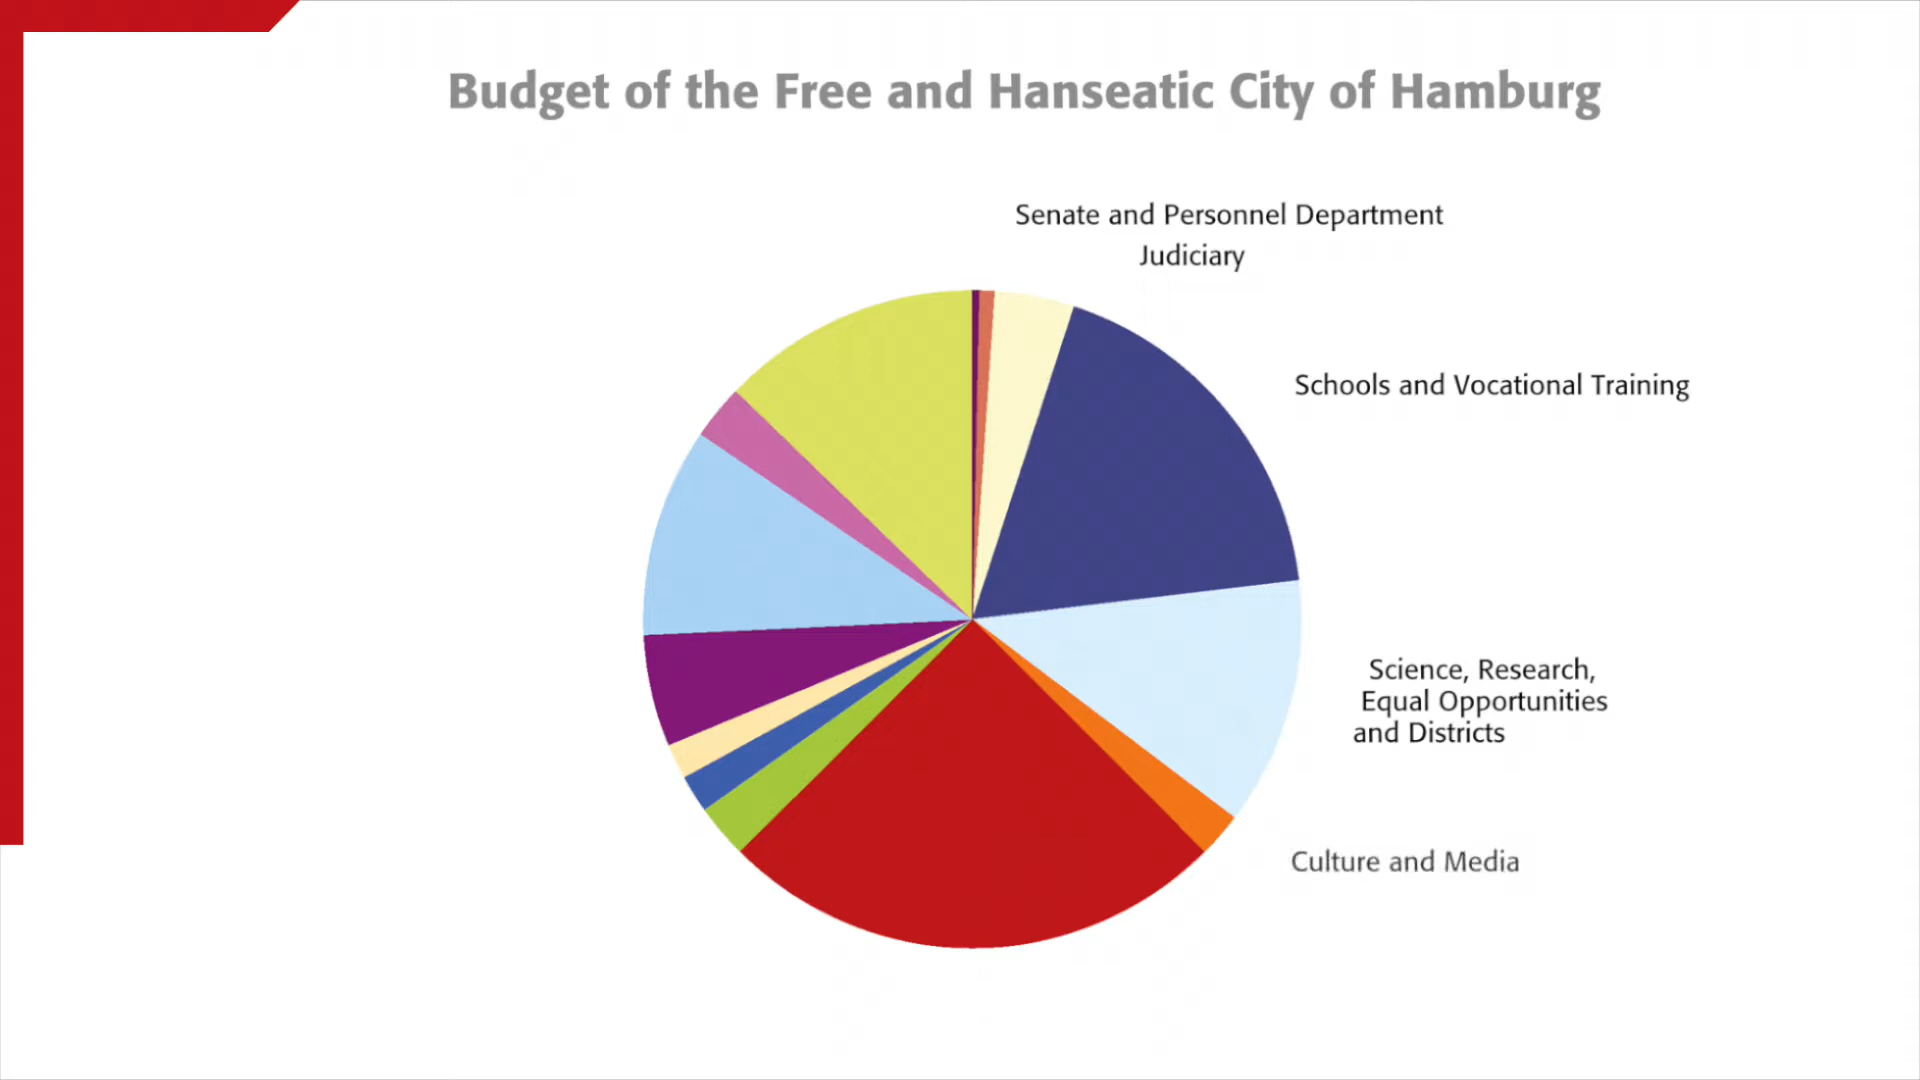 Budget of the Free and Hanseatic City of Hamburg
Senate and Personnel Department
Judiciary
Schools and Vocational Training
Science, Research,
Equal Opportunities
and Districts
Culture and Media